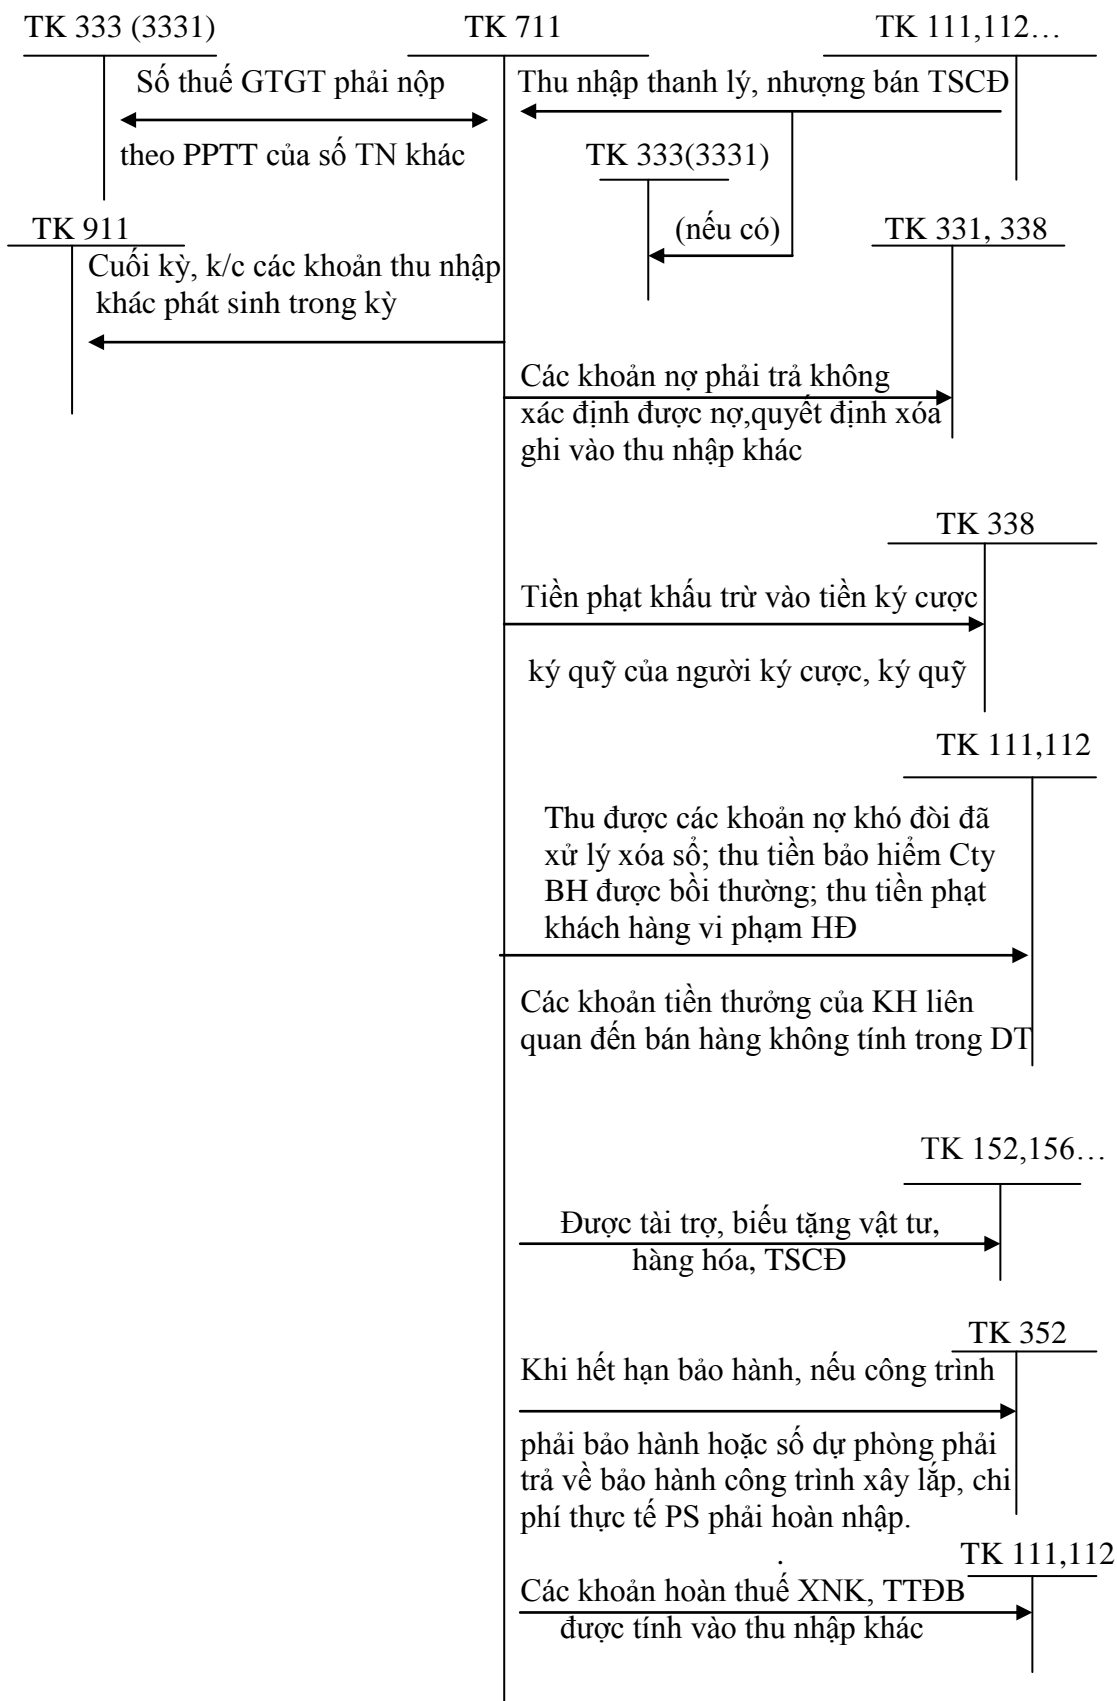 TK 333 (3331)
TK 711
TK 111,112…
Số thuế GTGT phải nộp
theo PPTT của số TN khác
Thu nhập thanh lý, nhượng bán TSCĐ
TK 333(3331)
(nếu có)
TK 911
Cuối kỳ, k/c các khoản thu nhập
khác phát sinh trong kỳ
TK 331, 338
Các khoản nợ phải trả không
xác định được nợ,quyết định xóa
ghi vào thu nhập khác
TK 338
Tiền phạt khấu trừ vào tiền ký cược
ký quỹ của người ký cược, ký quỹ
TK 111,112
Thu được các khoản nợ khó đòi đã
xử lý xóa sổ; thu tiền bảo hiểm Cty
BH được bồi thường; thu tiền phạt
khách hàng vi phạm HĐ
Các khoản tiền thưởng của KH liên
quan đến bán hàng không tính trong DT
TK 152,156…
Được tài trợ, biếu tặng vật tư,
hàng hóa, TSCĐ
TK 352
Khi hết hạn bảo hành, nếu công trình
phải bảo hành hoặc số dự phòng phải
trả về bảo hành công trình xây lắp, chi
phí thực tế PS phải hoàn nhập.
.
TK 111,112
Các khoản hoàn thuế XNK, TTĐB
được tính vào thu nhập khác